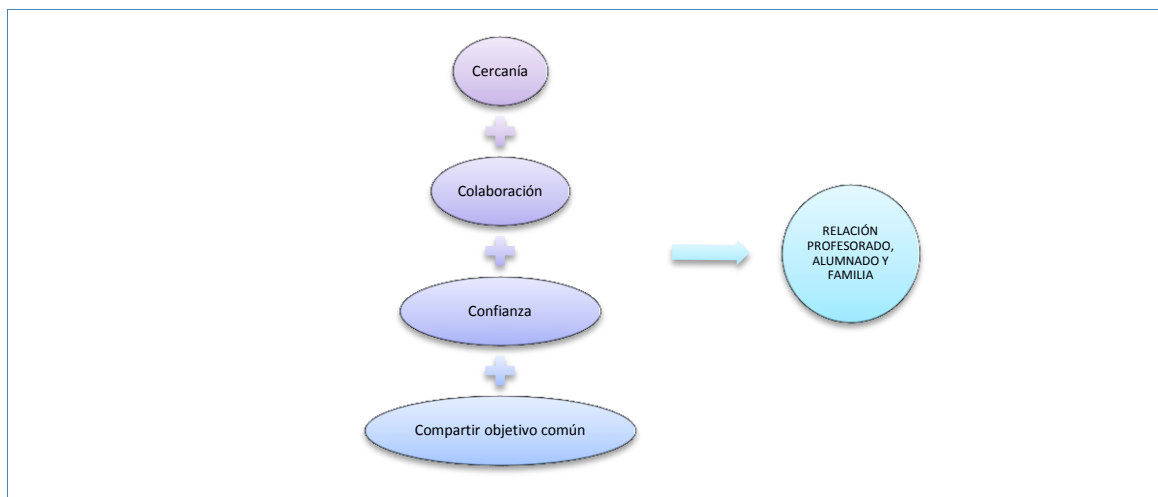 Cercanía
Colaboración
Confianza
Compartir objetivo común
RELACIÓN
PROFESORADO,
ALUMNADO Y
FAMILIA